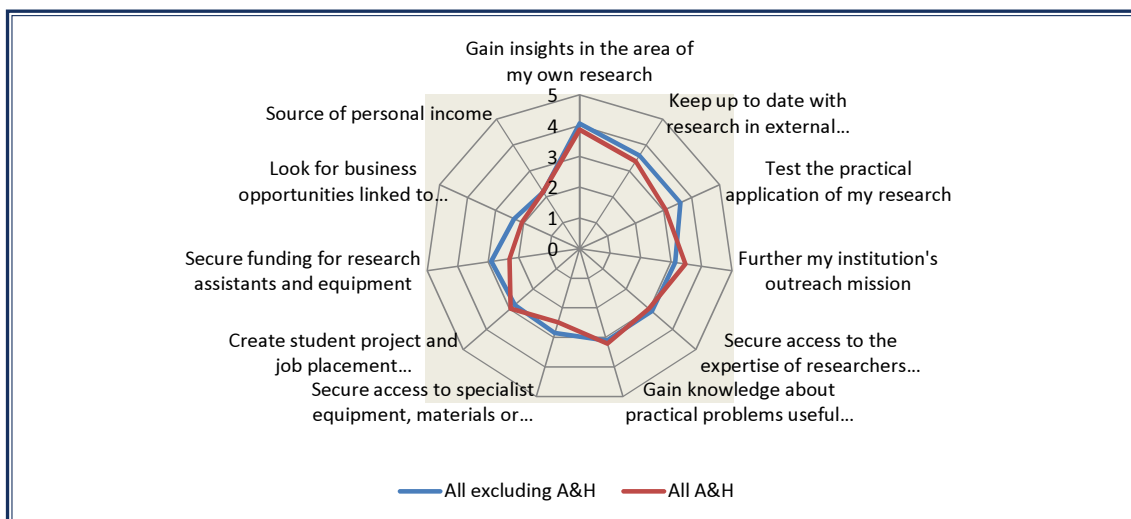 Gain insights in the area of
my own research
Keep up to date with
research in external...
Test the practical
application of my research
Further my institution's
outreach mission
Secure access to the
expertise of researchers...
Gain knowledge about
practical problems useful...
Secure access to specialist
equipment, materials or...
Create student project and
job placement...
Secure funding for research
assistants and equipment
Look for business
opportunities linked to...
Source of personal income
5
4
3
2
1
0
All excluding A&H
All A&H